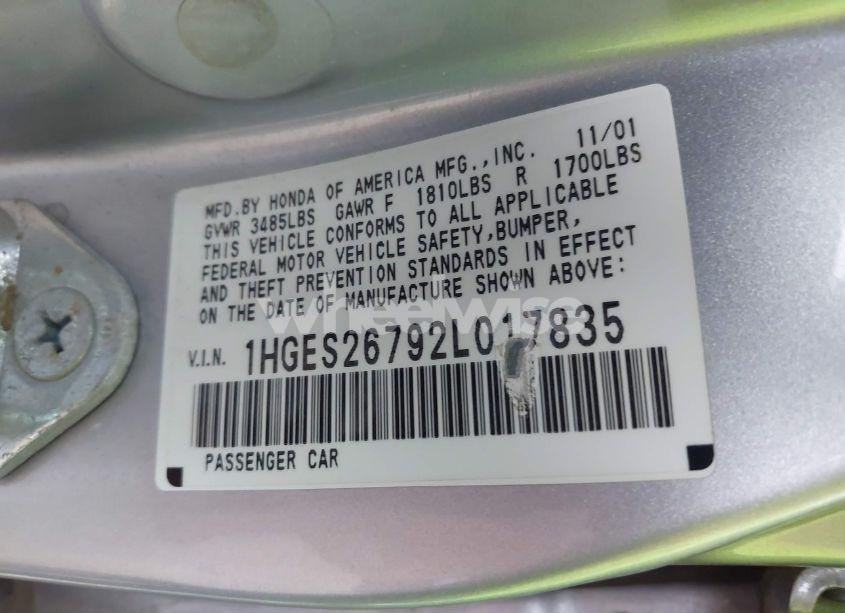 MFD.BY HONDA OF AMERICA MFG.,INC. 11/01
GVWR 3485LBS GAWR F 1810LBS R 1700LBS
THIS VEHICLE CONFORMS TO ALL APPLICABLE
FEDERAL MOTOR VEHICLE SAFETY,BUMPER,
AND THEFT PREVENTION STANDARDS IN EFFECT
ON THE DATE OF MANUFACTURE SHOWN ABOVE:
wheelwise
V.I.N. 1HGES26792L017835
PASSENGER CAR